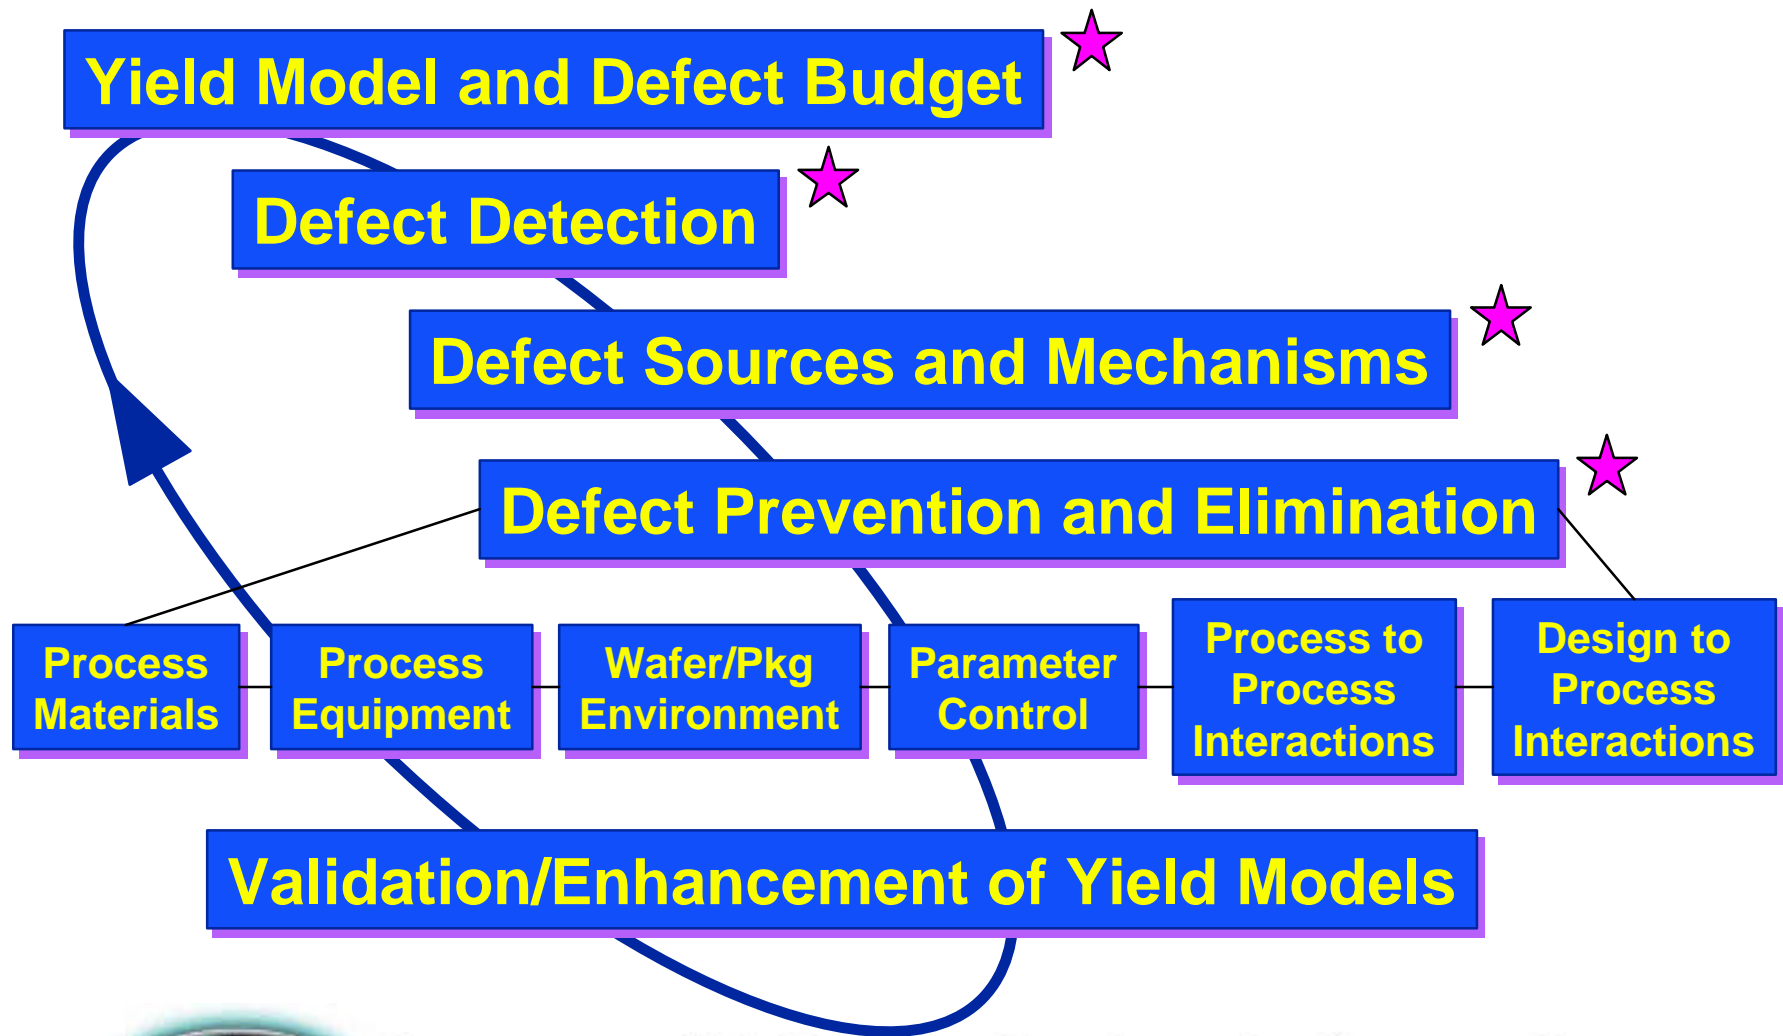 Yield Model and Defect Budget
Defect Detection
Defect Sources and Mechanisms
Defect Prevention and Elimination
Process
Materials
Process
Equipment
Wafer/Pkg
Environment
Parameter
Control
Process to
Process
Interactions
Design to
Process
Interactions
Validation/Enhancement of Yield Models